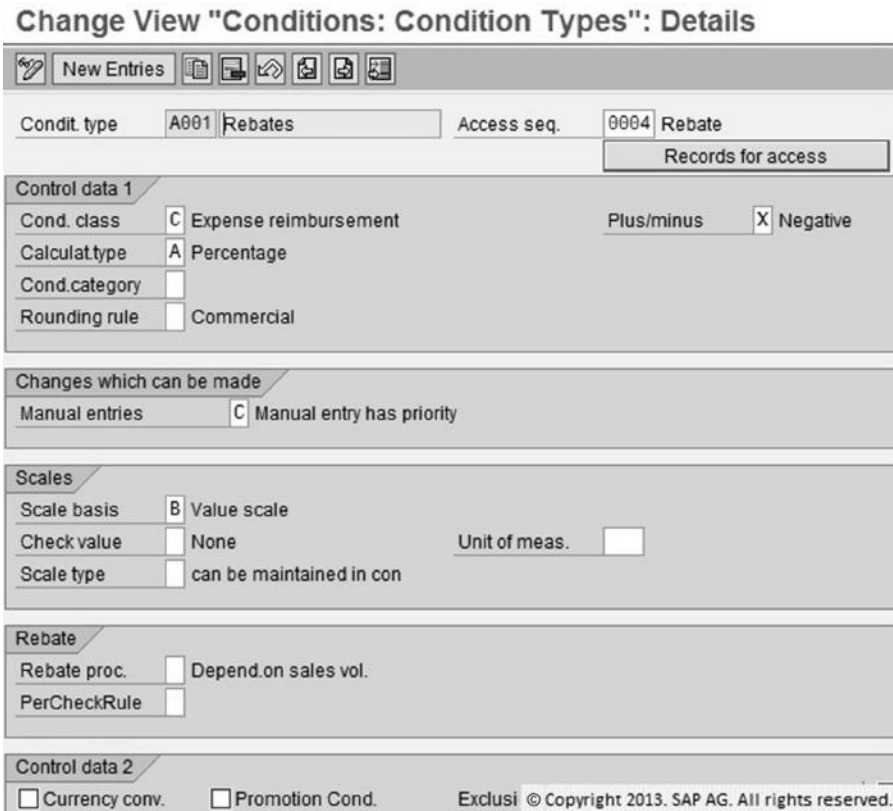 Change View "Conditions: Condition Types": Details
New Entries
Condit. type A001 Rebates Access seq. 0004 Rebate
Records for access
Control data 1
Cond. class C Expense reimbursement Plus/minus X Negative
Calculat.type A Percentage
Cond.category
Rounding rule Commercial
Changes which can be made
Manual entries C Manual entry has priority
Scales
Scale basis B Value scale
Check value None Unit of meas.
Scale type can be maintained in con
Rebate
Rebate proc. Depend.on sales vol.
PerCheckRule
Control data 2
Currency conv. Promotion Cond. Exclusi © Copyright 2013. SAP AG. All rights reserved